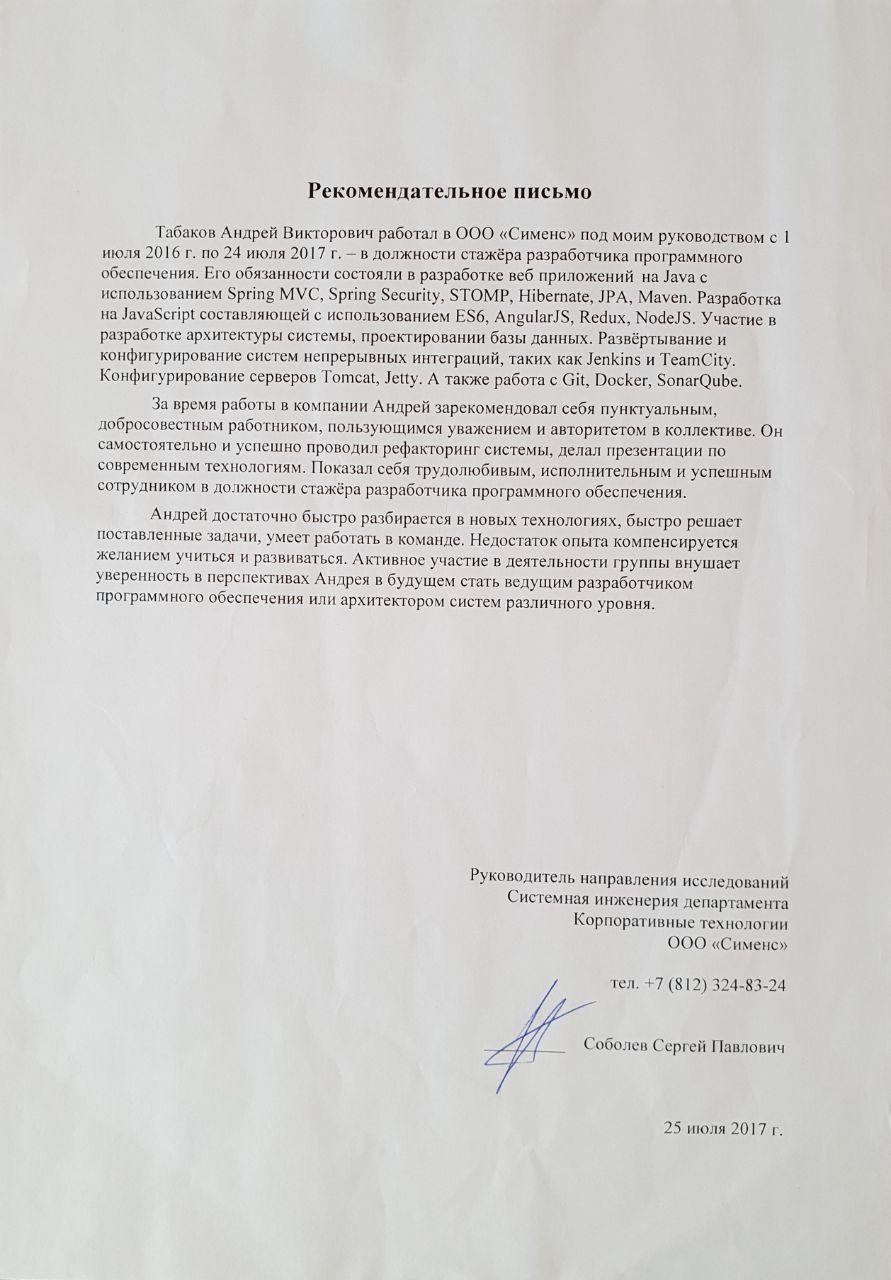 Рекомендательное письмо
Табаков Андрей Викторович работал в ООО «Сименс» под моим руководством с 1
июля 2016 г. по 24 июля 2017 г. – в должности стажёра разработчика программного
обеспечения. Его обязанности состояли в разработке веб приложений на Java с
использованием Spring MVC, Spring Security, STOMP, Hibernate, JPA, Maven. Разработка
на JavaScript составляющей с использованием ES6, AngularJS, Redux, NodeJS. Участие в
разработке архитектуры системы, проектировании базы данных. Развёртывание и
конфигурирование систем непрерывных интеграций, таких как Jenkins и TeamCity.
Конфигурирование серверов Tomcat, Jetty. А также работа с Git, Docker, SonarQube.
За время работы в компании Андрей зарекомендовал себя пунктуальным,
добросовестным работником, пользующимся уважением и авторитетом в коллективе. Он
самостоятельно и успешно проводил рефакторинг системы, делал презентации по
современным технологиям. Показал себя трудолюбивым, исполнительным и успешным
сотрудником в должности стажёра разработчика программного обеспечения.
Андрей достаточно быстро разбирается в новых технологиях, быстро решает
поставленные задачи, умеет работать в команде. Недостаток опыта компенсируется
желанием учиться и развиваться. Активное участие в деятельности группы внушает
уверенность в перспективах Андрея в будущем стать ведущим разработчиком
программного обеспечения или архитектором систем различного уровня.
Руководитель направления исследований
Системная инженерия департамента
Корпоративные технологии
ООО «Сименс»
тел. +7 (812) 324-83-24
Соболев Сергей Павлович
25 июля 2017 г.